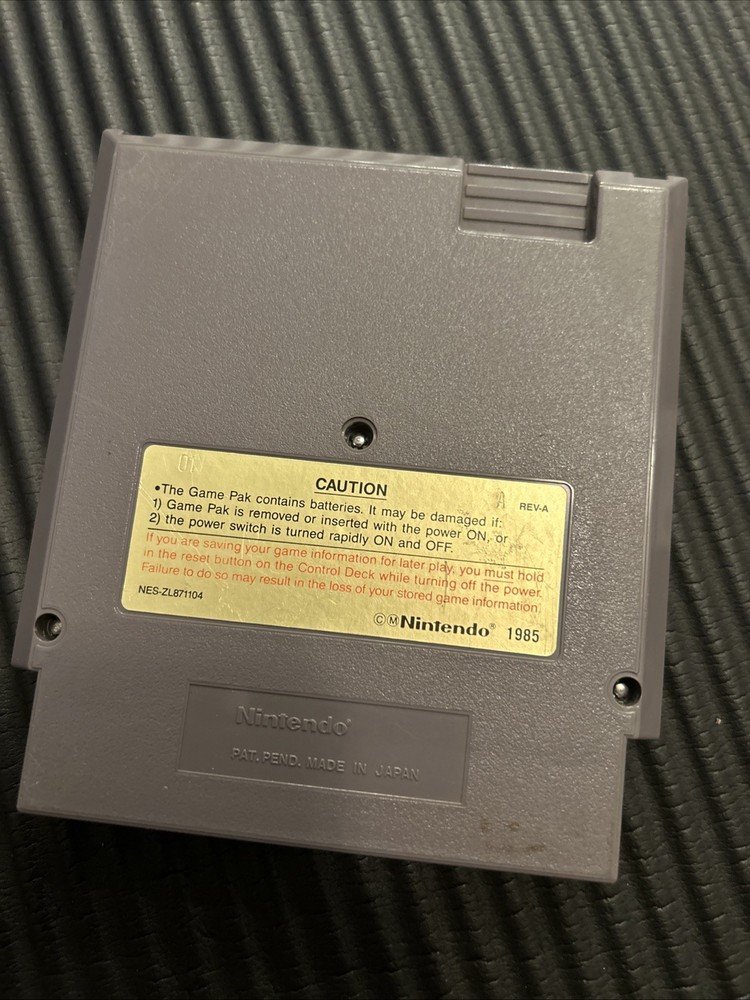 CAUTION
REV-A
•The Game Pak contains batteries. It may be damaged if:
1) Game Pak is removed or inserted with the power ON, or
2) the power switch is turned rapidly ON and OFF.
If you are saving your game information for later play, you must hold
in the reset button on the Control Deck while turning off the power.
Failure to do so may result in the loss of your stored game information.
NES-ZL871104
©ⓂNintendo® 1985
Nintendo®
PAT. PEND. MADE IN JAPAN